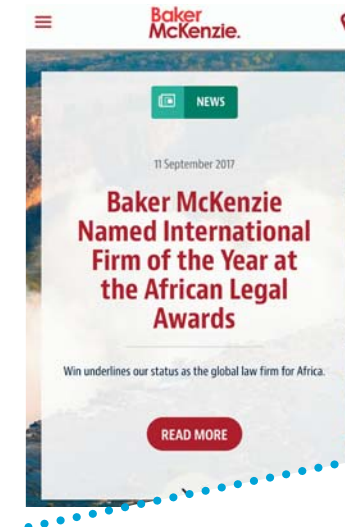 Baker
McKenzie.
NEWS
11 September 2017
Baker McKenzie
Named International
Firm of the Year at
the African Legal
Awards
Win underlines our status as the global law firm for Africa.
READ MORE